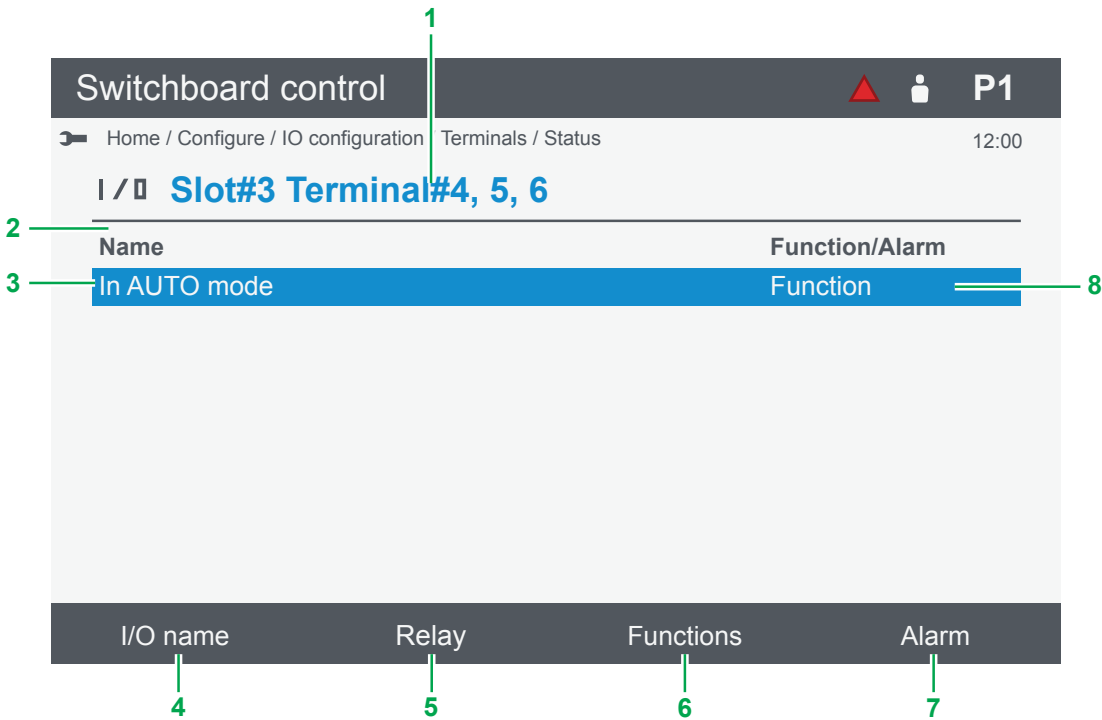 1
Switchboard control P1
Home / Configure / IO configuration / Terminals / Status 12:00
I/O Slot#3 Terminal#4, 5, 6
2
Name Function/Alarm
3 In AUTO mode Function 8
I/O name Relay Functions Alarm
4 5 6 7